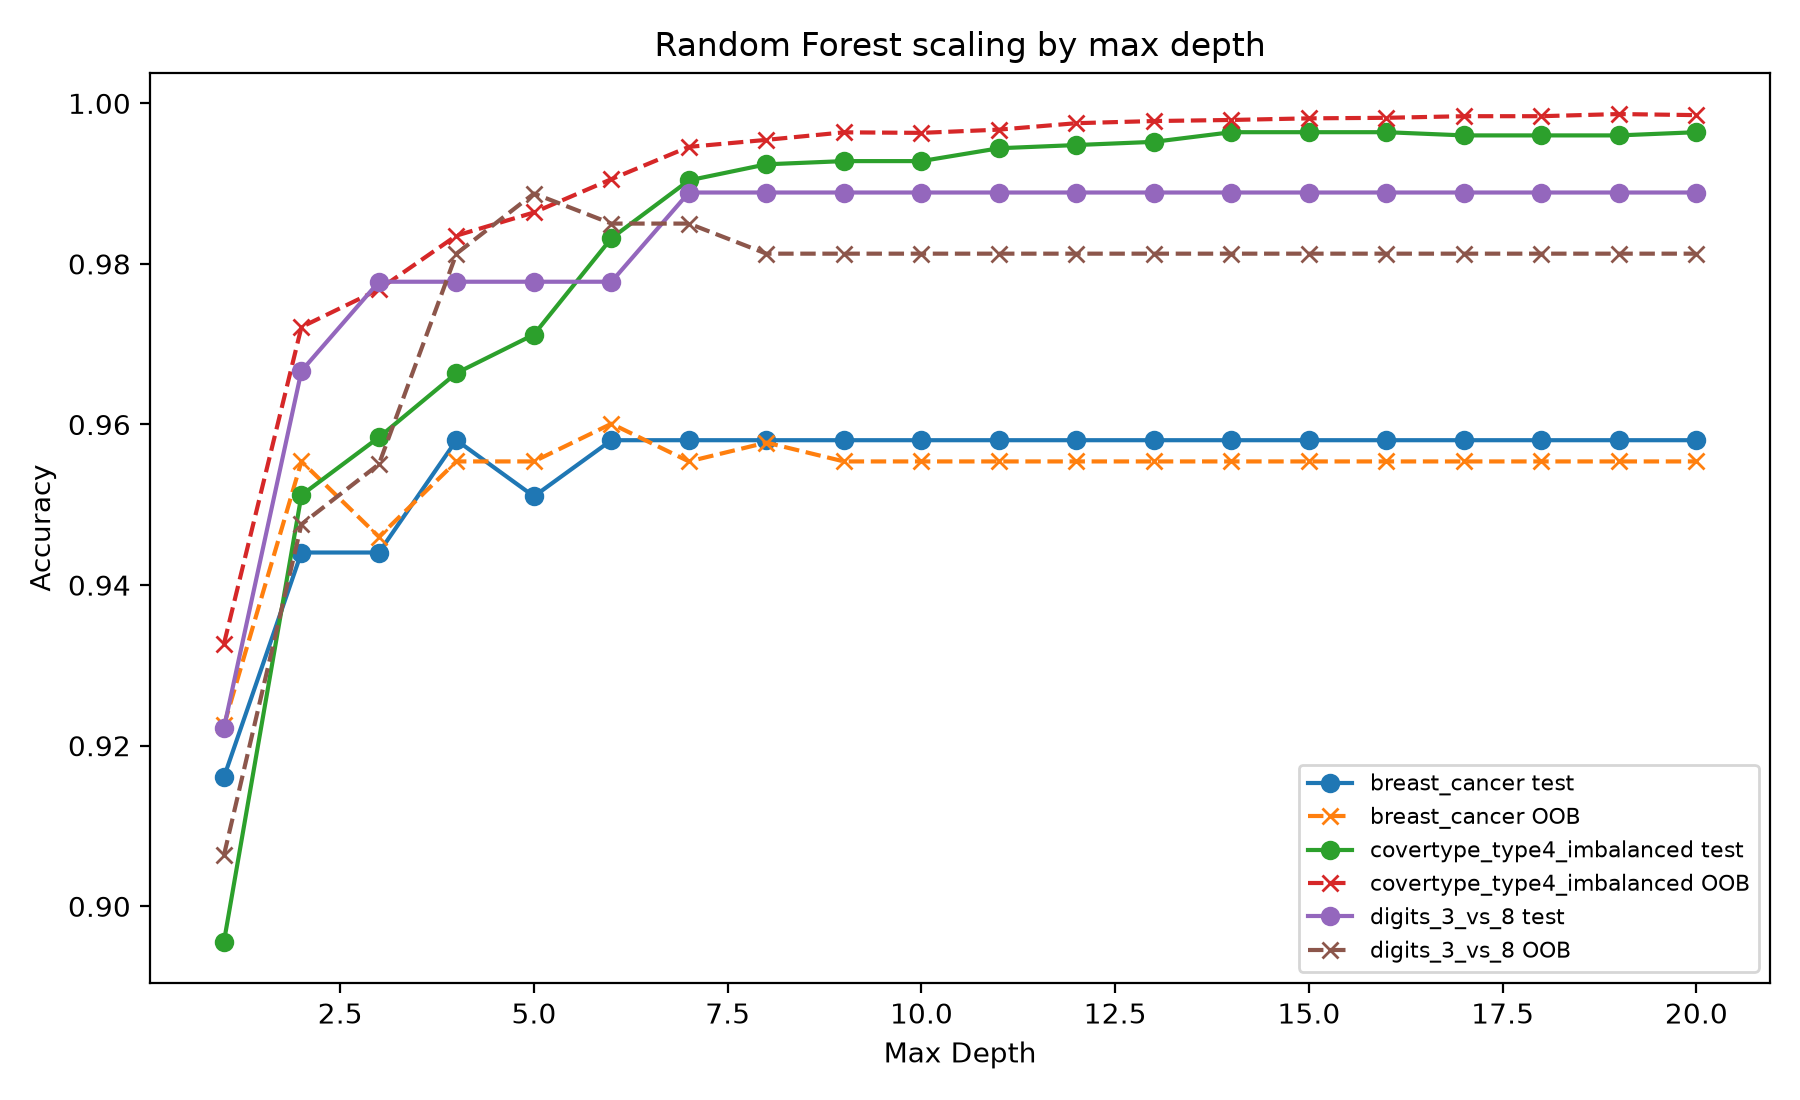 Random Forest scaling by max depth
Accuracy
1.00
0.98
0.96
0.94
0.92
0.90
2.5 5.0 7.5 10.0 12.5 15.0 17.5 20.0
Max Depth
breast_cancer test
breast_cancer OOB
covertype_type4_imbalanced test
covertype_type4_imbalanced OOB
digits_3_vs_8 test
digits_3_vs_8 OOB